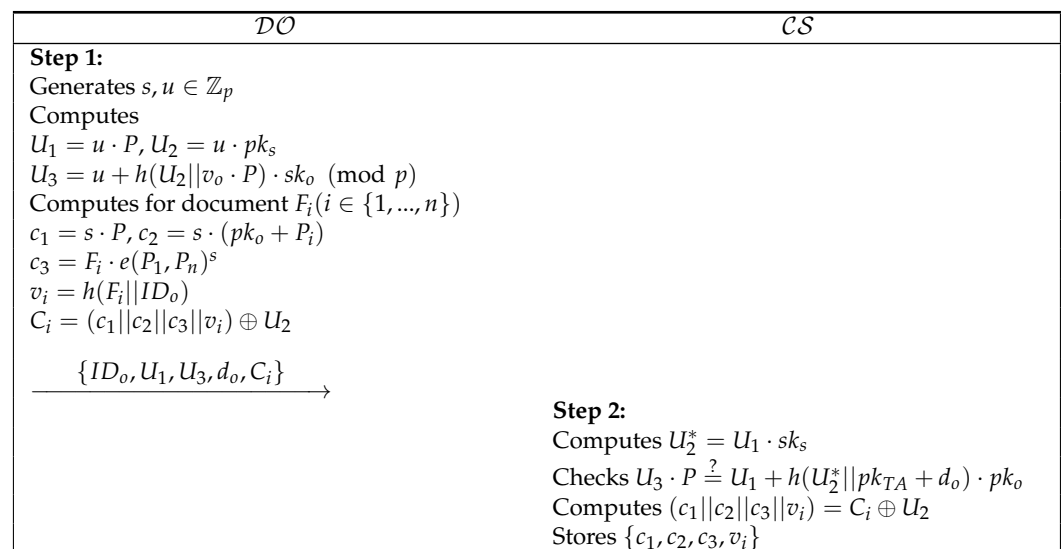 𝒟𝒪 𝒞𝒮
Step 1:
Generates s, u ∈ ℤ_p
Computes
U_1 = u · P, U_2 = u · pk_s
U_3 = u + h(U_2||v_o · P) · sk_o (mod p)
Computes for document F_i(i ∈ {1, ..., n})
c_1 = s · P, c_2 = s · (pk_o + P_i)
c_3 = F_i · e(P_1, P_n)^s
v_i = h(F_i||ID_o)
C_i = (c_1||c_2||c_3||v_i) ⊕ U_2
{ID_o, U_1, U_3, d_o, C_i}
Step 2:
Computes U_2^* = U_1 · sk_s
Checks U_3 · P ≟ U_1 + h(U_2^*||pk_{TA} + d_o) · pk_o
Computes (c_1||c_2||c_3||v_i) = C_i ⊕ U_2
Stores {c_1, c_2, c_3, v_i}